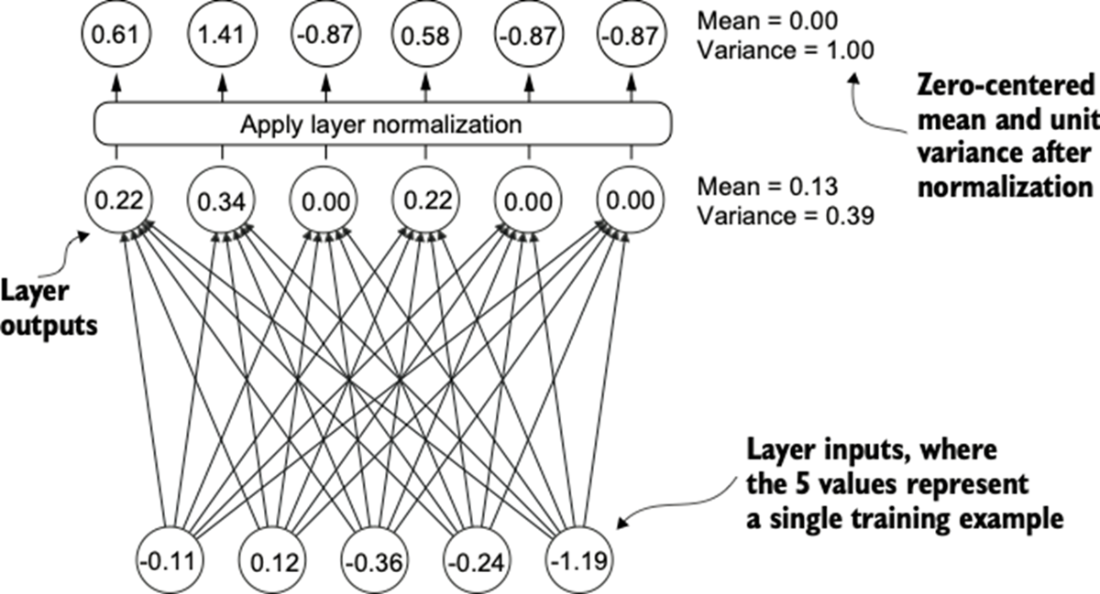 0.61 1.41 -0.87 0.58 -0.87 -0.87
Mean = 0.00
Variance = 1.00
Zero-centered
mean and unit
variance after
normalization
Apply layer normalization
0.22 0.34 0.00 0.22 0.00 0.00
Mean = 0.13
Variance = 0.39
Layer
outputs
Layer inputs, where
the 5 values represent
a single training example
-0.11 0.12 -0.36 -0.24 -1.19